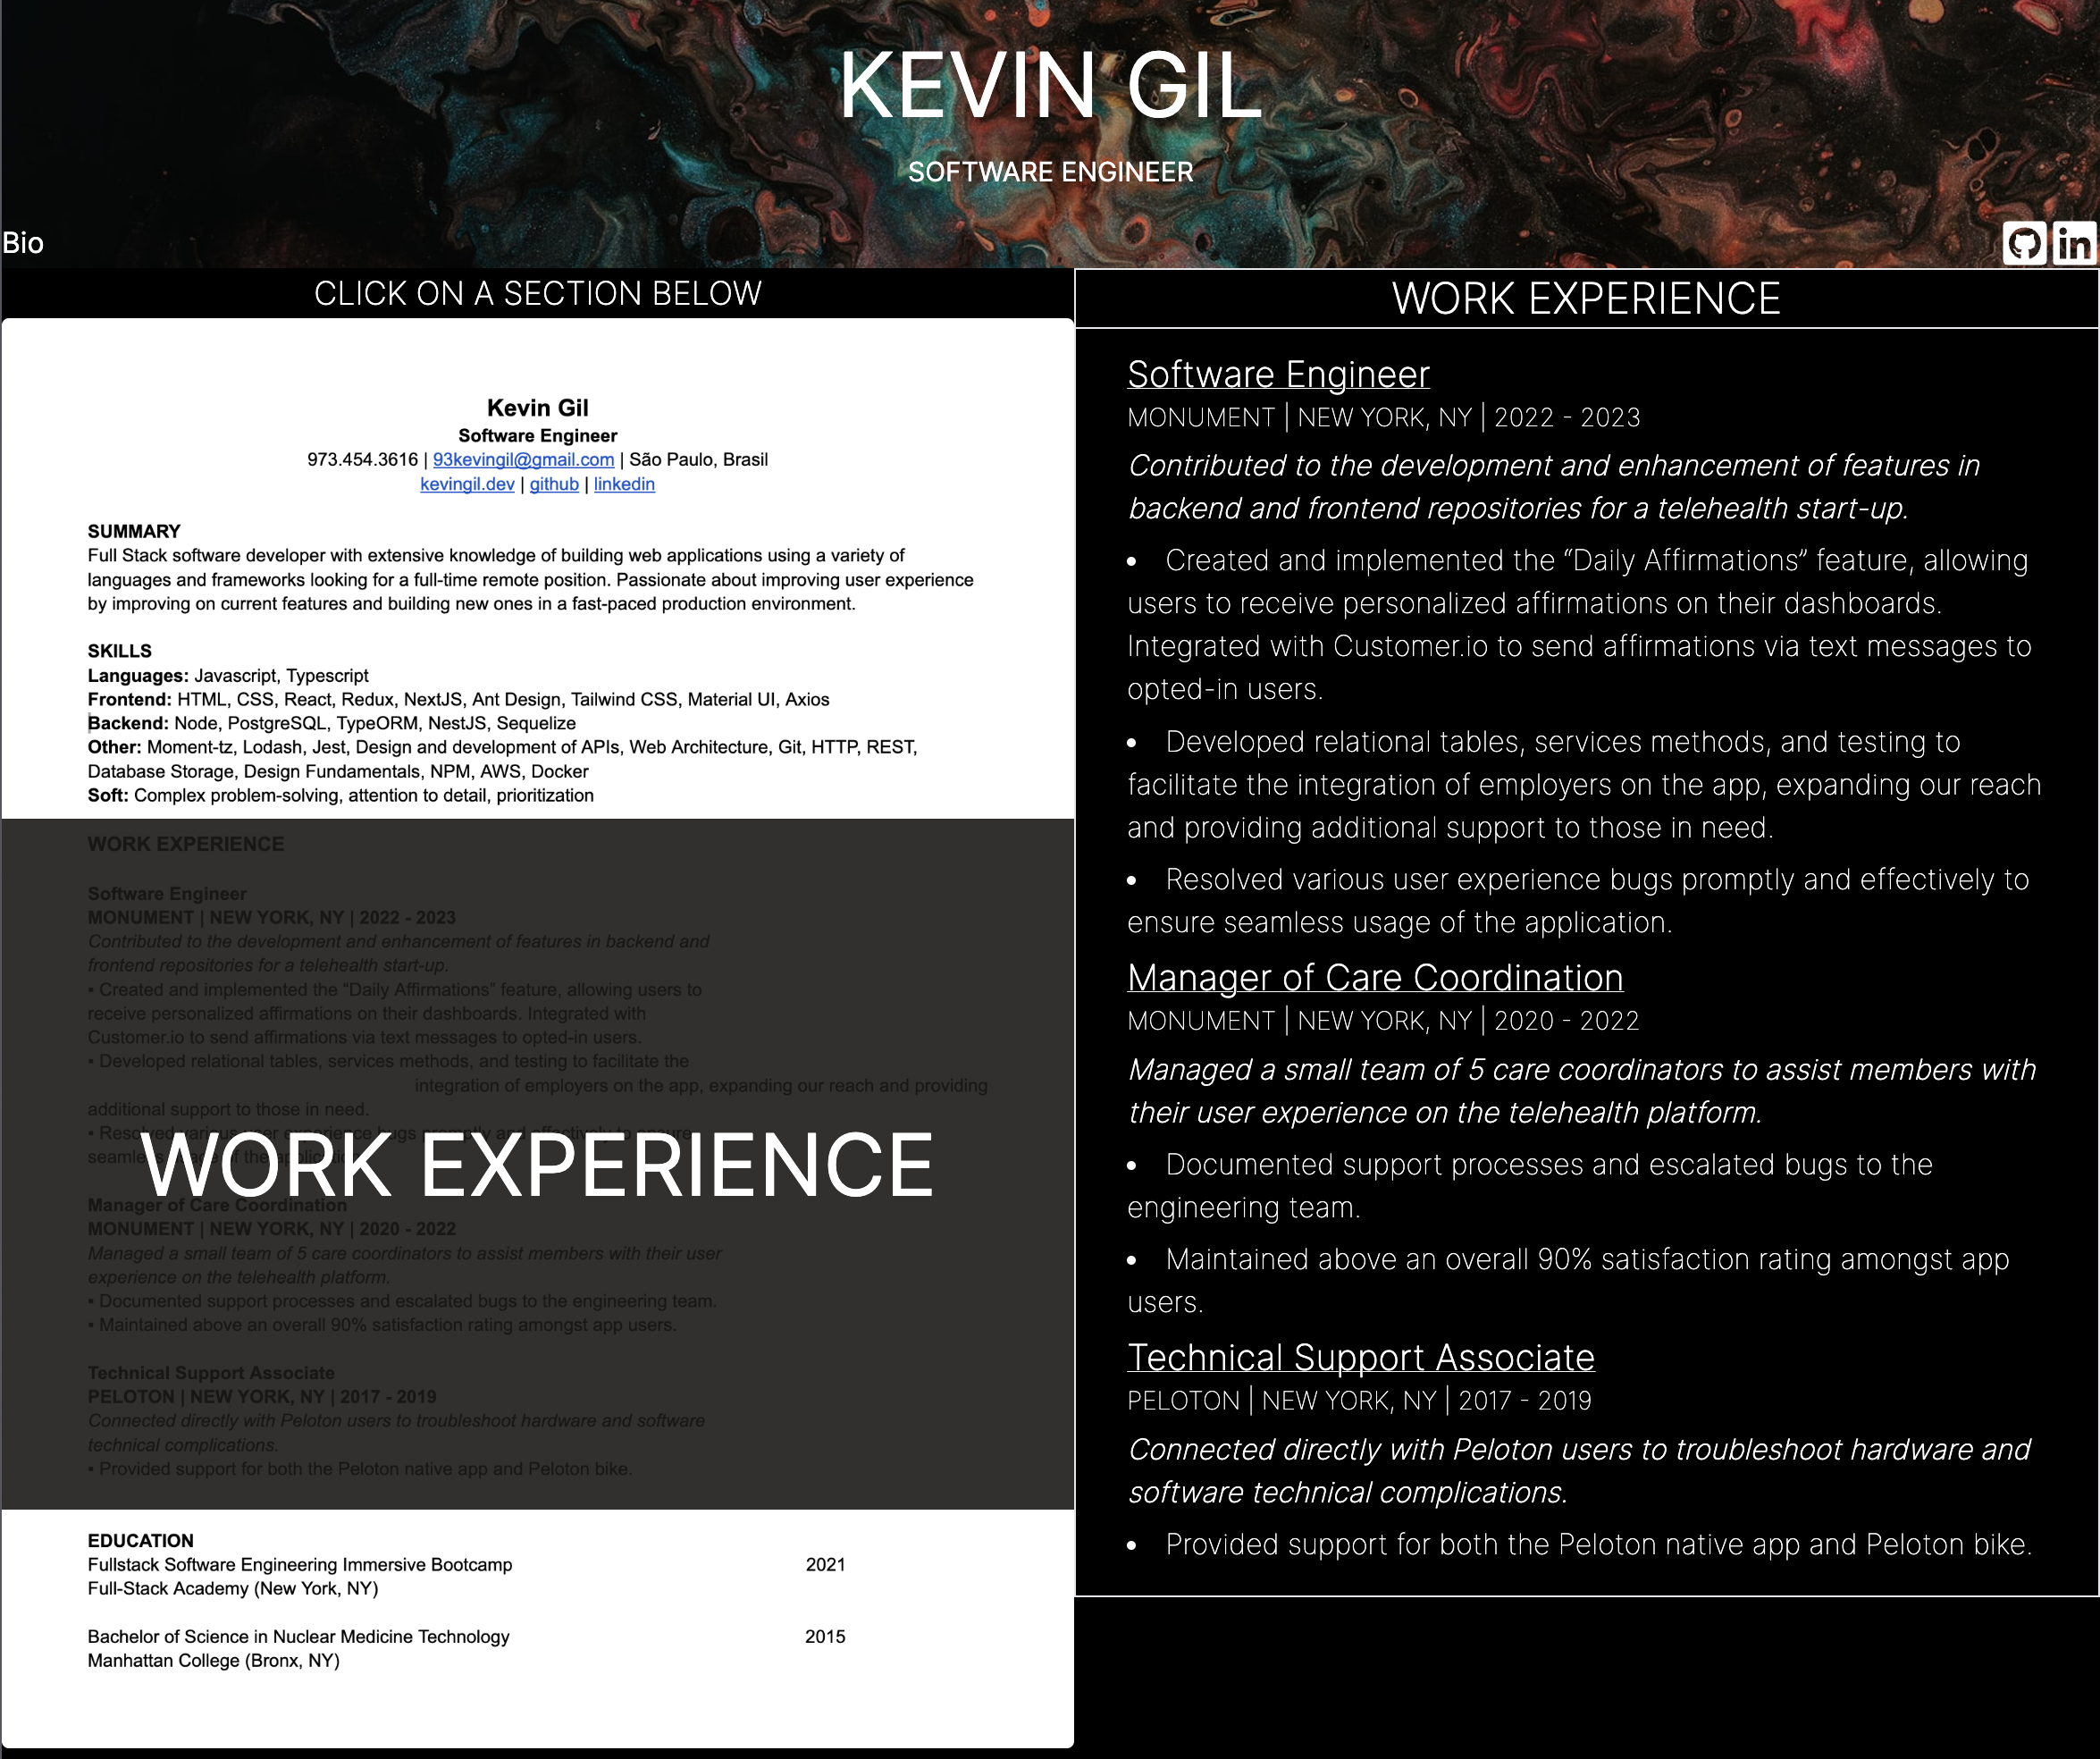 KEVIN GIL
SOFTWARE ENGINEER
Bio
in
CLICK ON A SECTION BELOW
Kevin Gil
Software Engineer
973.454.3616 | 93kevingil@gmail.com | São Paulo, Brasil
kevingil.dev | github | linkedin
SUMMARY
Full Stack software developer with extensive knowledge of building web applications using a variety of
languages and frameworks looking for a full-time remote position. Passionate about improving user experience
by improving on current features and building new ones in a fast-paced production environment.
SKILLS
Languages: Javascript, Typescript
Frontend: HTML, CSS, React, Redux, NextJS, Ant Design, Tailwind CSS, Material UI, Axios
Backend: Node, PostgreSQL, TypeORM, NestJS, Sequelize
Other: Moment-tz, Lodash, Jest, Design and development of APIs, Web Architecture, Git, HTTP, REST,
Database Storage, Design Fundamentals, NPM, AWS, Docker
Soft: Complex problem-solving, attention to detail, prioritization
WORK EXPERIENCE
Software Engineer
MONUMENT | NEW YORK, NY | 2022 - 2023
Contributed to the development and enhancement of features in backend and
frontend repositories for a telehealth start-up.
• Created and implemented the “Daily Affirmations” feature, allowing users to
receive personalized affirmations on their dashboards. Integrated with
Customer.io to send affirmations via text messages to opted-in users.
• Developed relational tables, services methods, and testing to facilitate the
integration of employers on the app, expanding our reach and providing
additional support to those in need.
• Resolved various user experience bugs promptly and effectively to ensure
seamless usage of the application.
WORK EXPERIENCE
Manager of Care Coordination
MONUMENT | NEW YORK, NY | 2020 - 2022
Managed a small team of 5 care coordinators to assist members with their user
experience on the telehealth platform.
• Documented support processes and escalated bugs to the engineering team.
• Maintained above an overall 90% satisfaction rating amongst app users.
Technical Support Associate
PELOTON | NEW YORK, NY | 2017 - 2019
Connected directly with Peloton users to troubleshoot hardware and software
technical complications.
• Provided support for both the Peloton native app and Peloton bike.
EDUCATION
Fullstack Software Engineering Immersive Bootcamp 2021
Full-Stack Academy (New York, NY)
Bachelor of Science in Nuclear Medicine Technology 2015
Manhattan College (Bronx, NY)
WORK EXPERIENCE
Software Engineer
MONUMENT | NEW YORK, NY | 2022 - 2023
Contributed to the development and enhancement of features in
backend and frontend repositories for a telehealth start-up.
• Created and implemented the “Daily Affirmations” feature, allowing
users to receive personalized affirmations on their dashboards.
Integrated with Customer.io to send affirmations via text messages to
opted-in users.
• Developed relational tables, services methods, and testing to
facilitate the integration of employers on the app, expanding our reach
and providing additional support to those in need.
• Resolved various user experience bugs promptly and effectively to
ensure seamless usage of the application.
Manager of Care Coordination
MONUMENT | NEW YORK, NY | 2020 - 2022
Managed a small team of 5 care coordinators to assist members with
their user experience on the telehealth platform.
• Documented support processes and escalated bugs to the
engineering team.
• Maintained above an overall 90% satisfaction rating amongst app
users.
Technical Support Associate
PELOTON | NEW YORK, NY | 2017 - 2019
Connected directly with Peloton users to troubleshoot hardware and
software technical complications.
• Provided support for both the Peloton native app and Peloton bike.